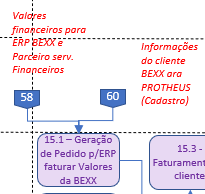 Valores
financeiros para
ERP BEXX e
Parceiro serv.
Financeiros
Informações
do cliente
BEXX ara
PROTHEUS
(Cadastro)
58
60
15.1 – Geração
de Pedido p/ERP
faturar Valores
da BEXX
15.3 -
Faturament
cliente